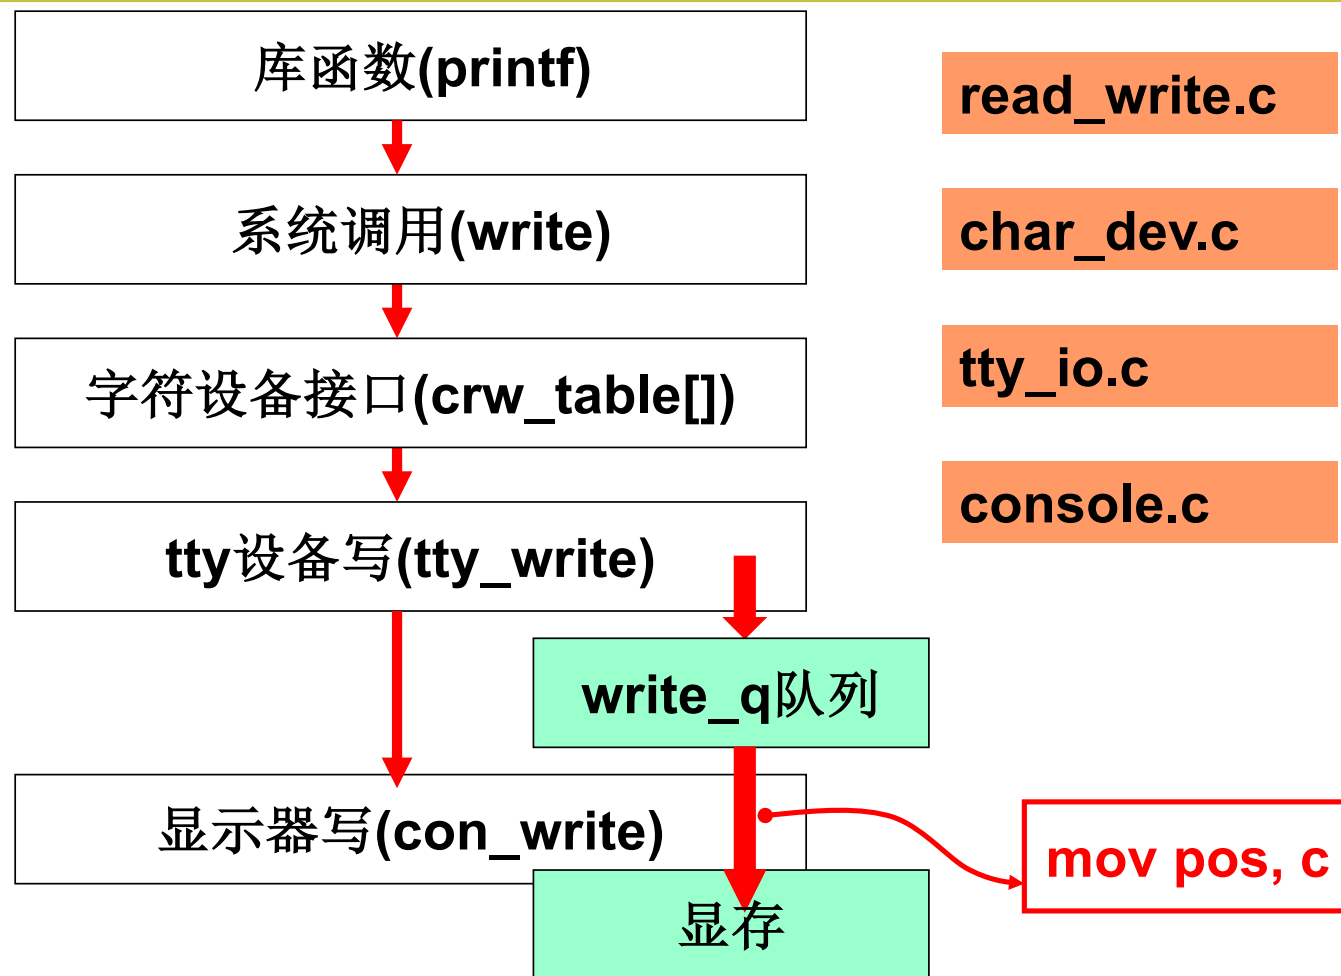 库函数(printf)
系统调用(write)
字符设备接口(crw_table[])
tty设备写(tty_write)
write_q队列
显示器写(con_write)
显存
read_write.c
char_dev.c
tty_io.c
console.c
mov pos, c